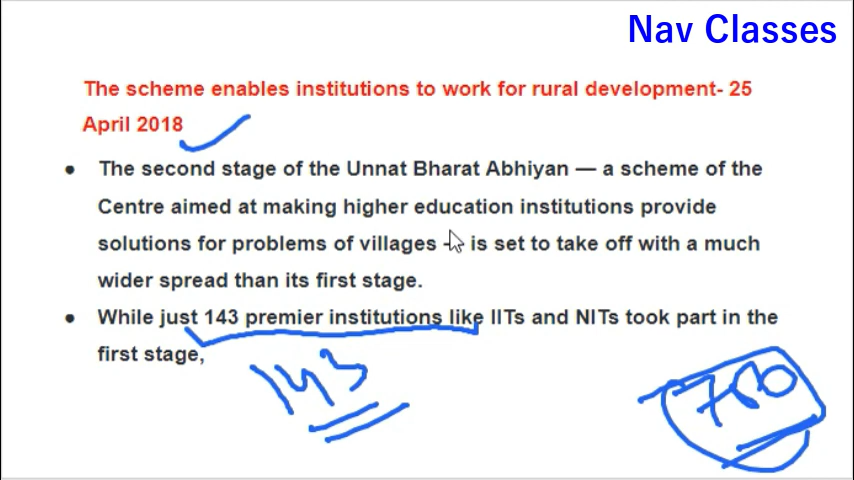 Nav Classes
The scheme enables institutions to work for rural development- 25
April 2018
● The second stage of the Unnat Bharat Abhiyan — a scheme of the
Centre aimed at making higher education institutions provide
solutions for problems of villages - is set to take off with a much
wider spread than its first stage.
● While just 143 premier institutions like IITs and NITs took part in the
first stage,
143